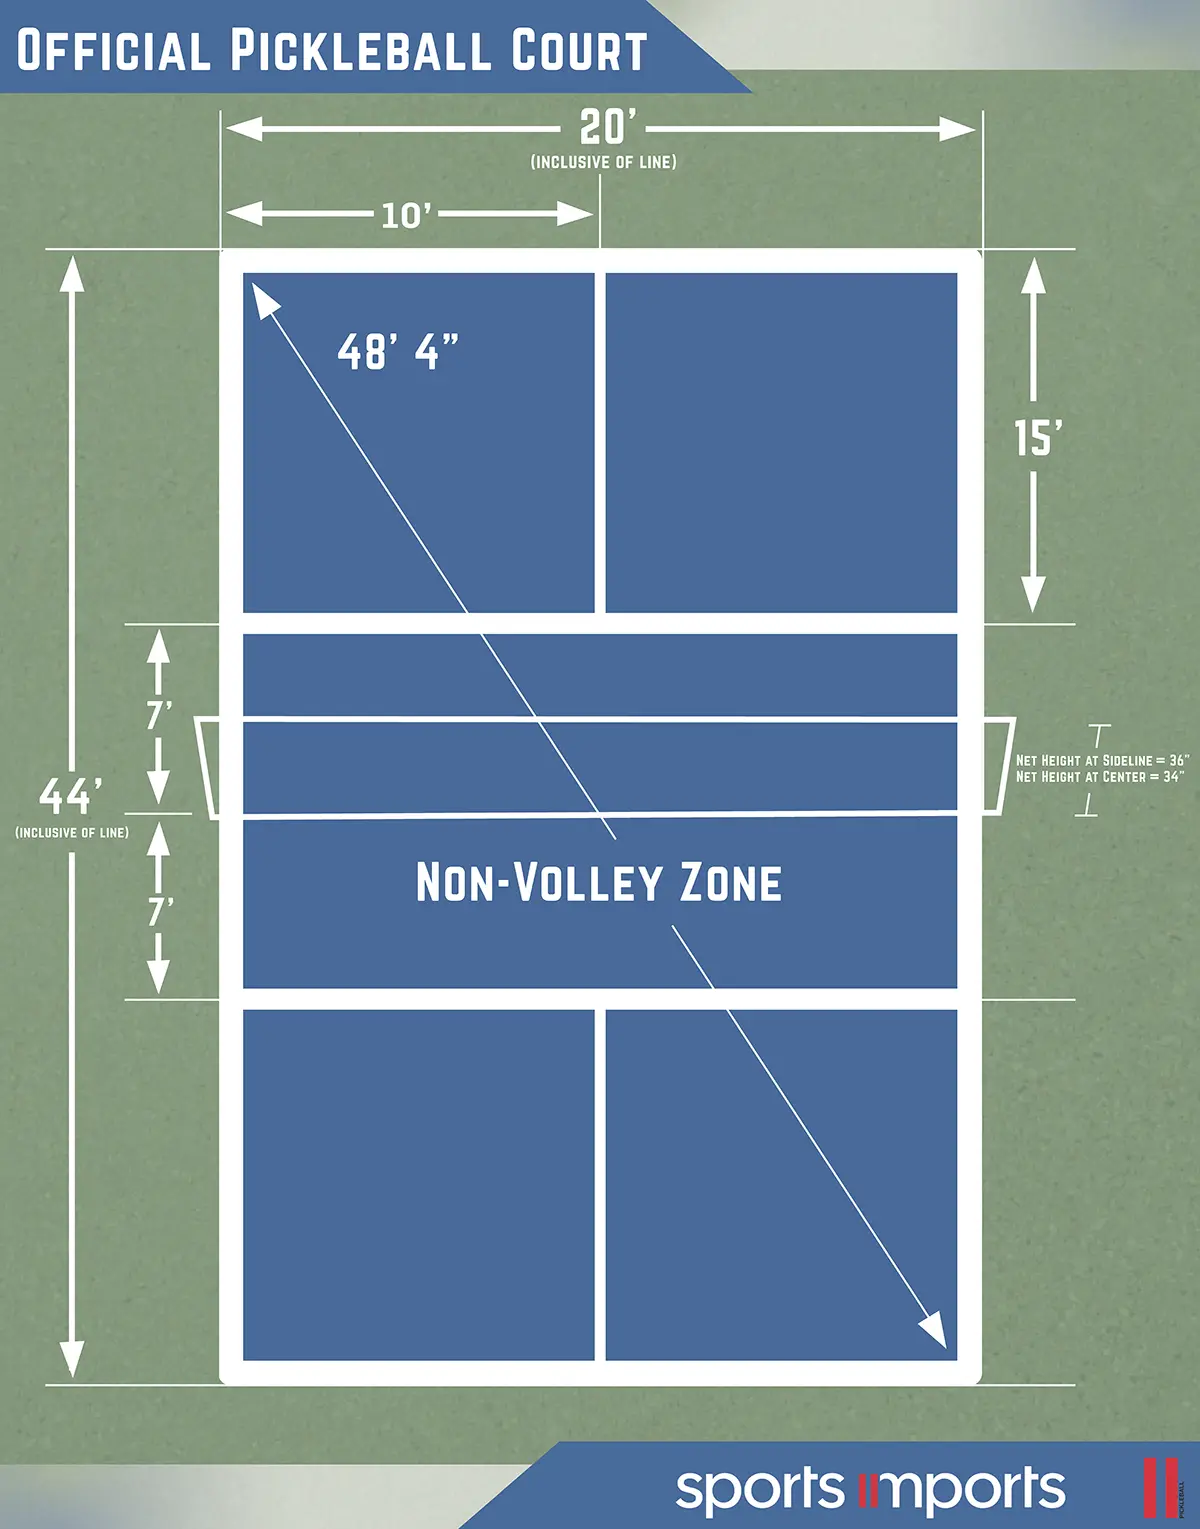 Official Pickleball Court
20’
(inclusive of line)
10’
48’ 4”
15’
7’
44’
(inclusive of line)
Net Height at Sideline = 36”
Net Height at Center = 34”
Non-Volley Zone
7’
sports imports
PICKLEBALL